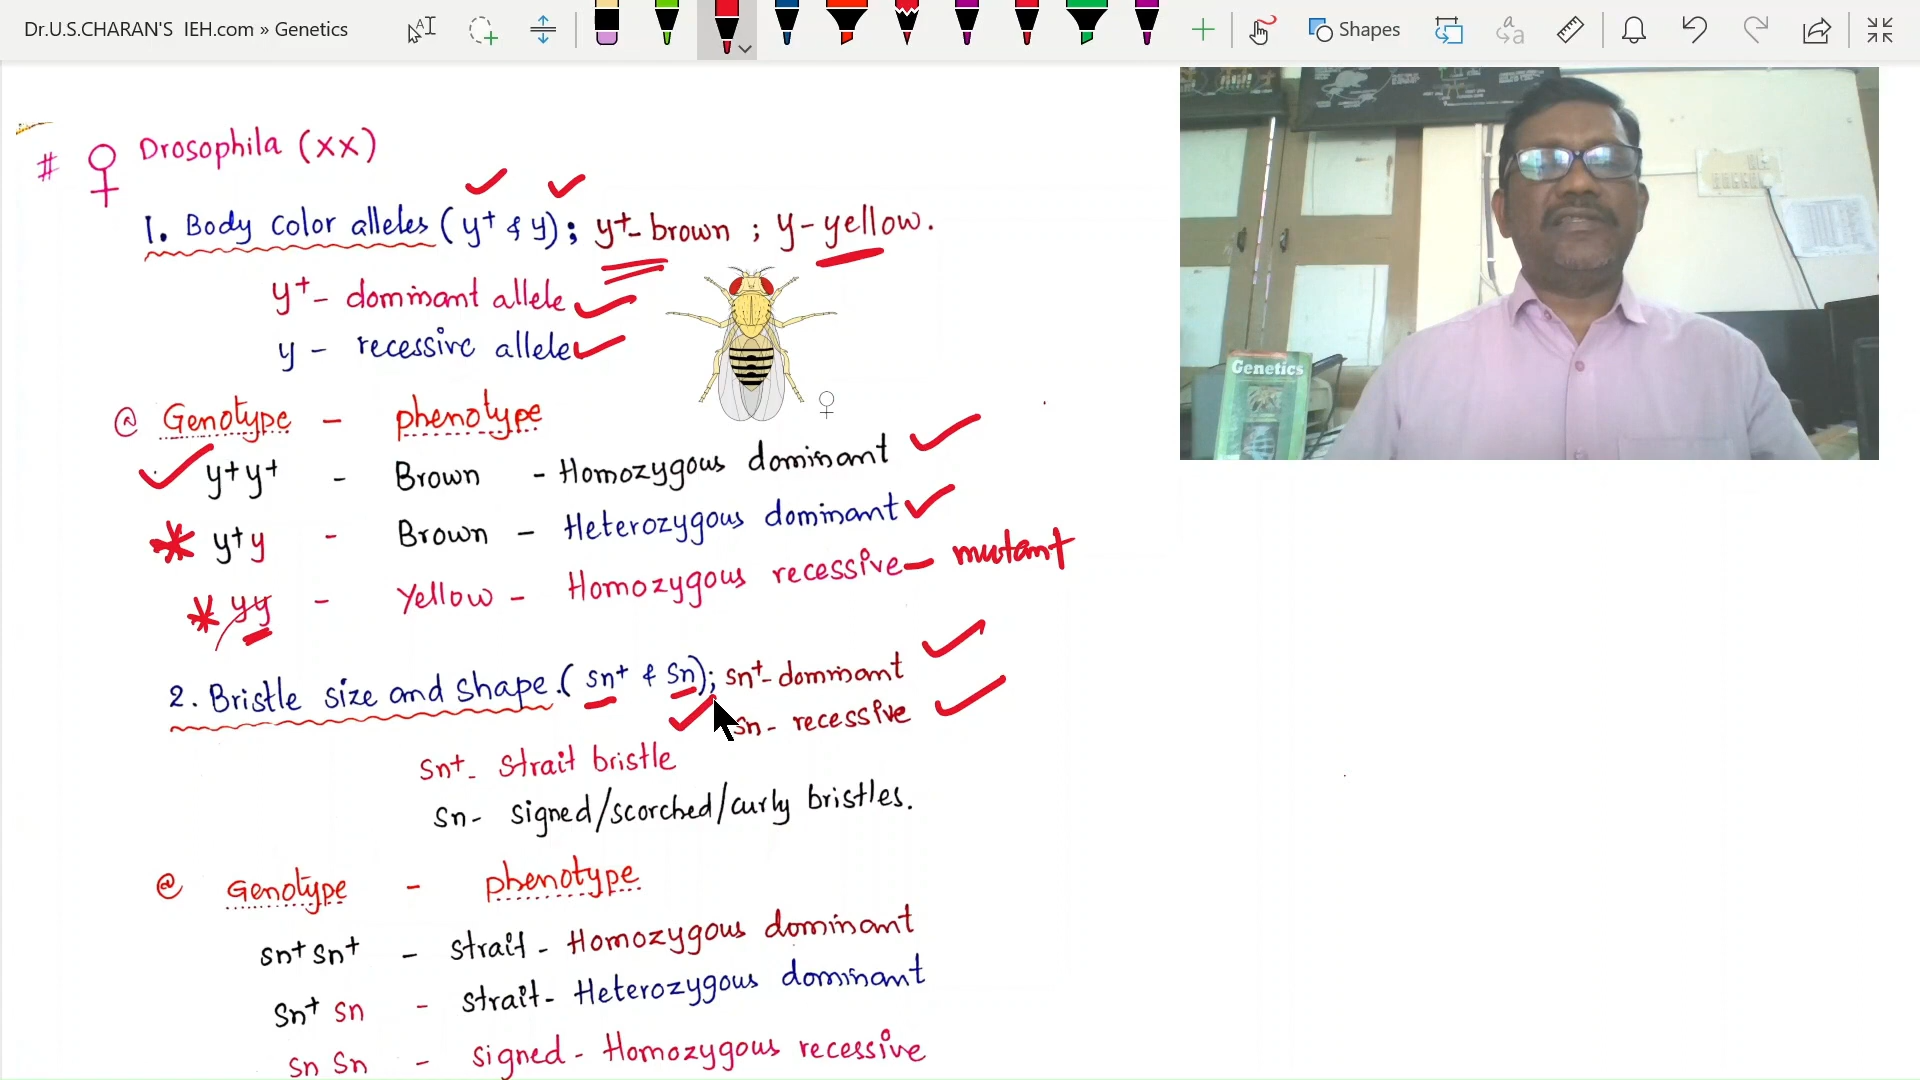 Dr.U.S.CHARAN'S IEH.com » Genetics
Shapes
# ♀ Drosophila (XX)
1. Body color alleles (y+ & y); y+- brown ; y- yellow.
y+- dominant allele
y - recessive allele
@ Genotype - phenotype
y+y+ - Brown - Homozygous dominant
y+y - Brown - Heterozygous dominant
yy - Yellow - Homozygous recessive - mutant
2. Bristle size and shape.( sn+ & sn); sn+- dominant
sn- recessive
sn+- strait bristle
sn- signed/scorched/curly bristles.
@ Genotype - phenotype
sn+ sn+ - strait - Homozygous dominant
sn+ sn - strait- Heterozygous dominant
sn sn - signed - Homozygous recessive
♀
Genetics